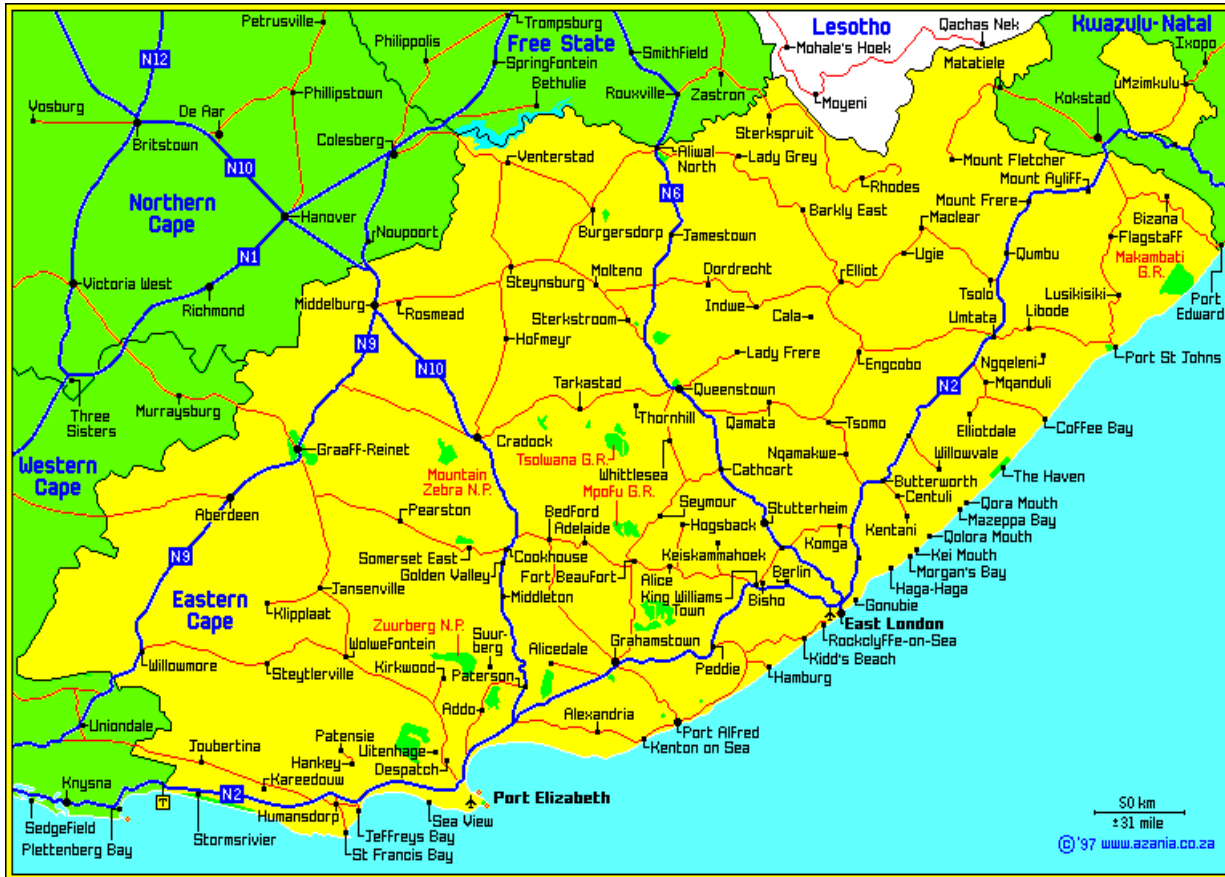 Petrusville
Trompsburg
Lesotho
Qachas Nek
Kwazulu-Natal
Philippolis
Free State
Smithfield
Mohale's Hoek
Ixopo
N12
Springfontein
Matatiele
uMzimkulu
Bethulie
Vosburg
De Aar
Phillipstown
Rouxville
Zastron
Moyeni
Kokstad
Sterkspruit
Britstown
Colesberg
Venterstad
Aliwal
North
Lady Grey
Mount Fletcher
N10
Rhodes
Mount Ayliff
Northern
Cape
N6
Hanover
Mount Frere
Barkly East
Maclear
Bizana
Burgersdorp
Noupoort
Jamestown
Flagstaff
N1
Ugie
Qumbu
Makambati
G.R.
Molteno
Dordrecht
Elliot
Victoria West
Steynsburg
Richmond
Tsolo
Lusikisiki
Port
Edward
Middelburg
Rosmead
Indwe
Cala
Sterkstroom
Umtata
Libode
N9
Hofmeyr
Lady Frere
Ngqeleni
Port St Johns
N10
Engcobo
Three
Sisters
Tarkastad
Queenstown
N2
Mqanduli
Murraysburg
Thornhill
Qamata
Tsomo
Elliotdale
Coffee Bay
Cradock
Graaff-Reinet
Tsolwana G.R.
Whittlesea
Nqamakwe
Willowvale
Western
Cape
Mountain
Zebra N.P.
Mpofu G.R.
Cathcart
Butterworth
The Haven
Aberdeen
Seymour
Centuli
Qora Mouth
Pearston
Bedford
Adelaide
Hogsback
Stutterheim
Kentani
Mazeppa Bay
N9
Somerset East
Cookhouse
Keiskammahoek
Komga
Qolora Mouth
Golden Valley
Fort Beaufort
Alice
Berlin
Kei Mouth
Morgan's Bay
Jansenville
Middleton
King Williams
Town
Bisho
Haga-Haga
Eastern
Cape
Klipplaat
Gonubie
East London
Zuurberg N.P.
Suur-
berg
Grahamstown
Rockclyffe-on-Sea
Wolwefontein
Alicedale
Peddie
Kidd's Beach
Willowmore
Steytlerville
Kirkwood
Paterson
Hamburg
Addo
Alexandria
Port Alfred
Uniondale
Kenton on Sea
Joubertina
Patensie
Uitenhage
Hankey
Despatch
Knysna
Kareedouw
N2
Port Elizabeth
Humansdorp
Sea View
Sedgefield
Plettenberg Bay
Stormsrivier
Jeffreys Bay
St Francis Bay
T
50 km
±31 mile
© '97 www.azania.co.za